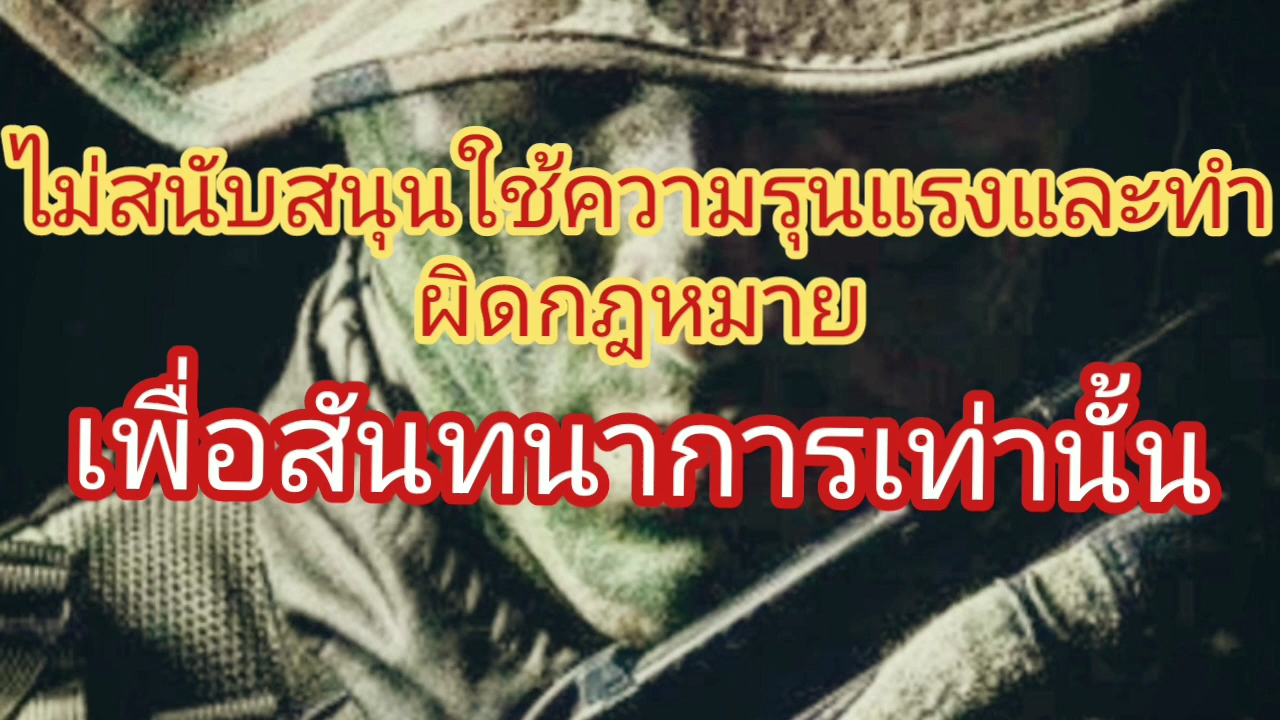 ไม่สนับสนุนใช้ความรุนแรงและทำ
ผิดกฎหมาย
เพื่อสันทนาการเท่านั้น